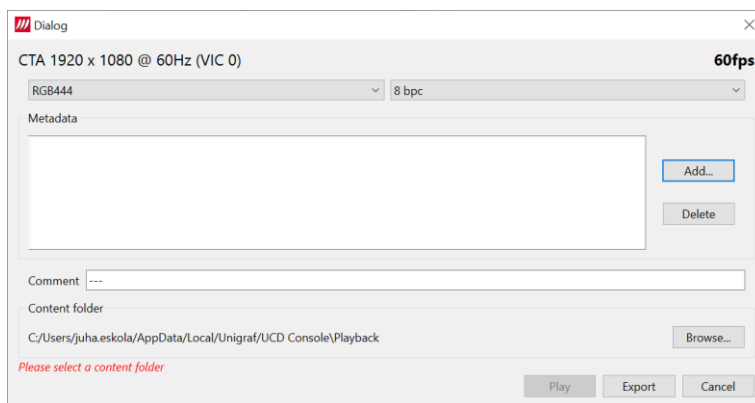 Dialog
CTA 1920 x 1080 @ 60Hz (VIC 0) 60fps
RGB444 8 bpc
Metadata
Add...
Delete
Comment ---
Content folder
C:/Users/juha.eskola/AppData/Local/Unigraf/UCD Console\Playback Browse...
Please select a content folder
Play Export Cancel